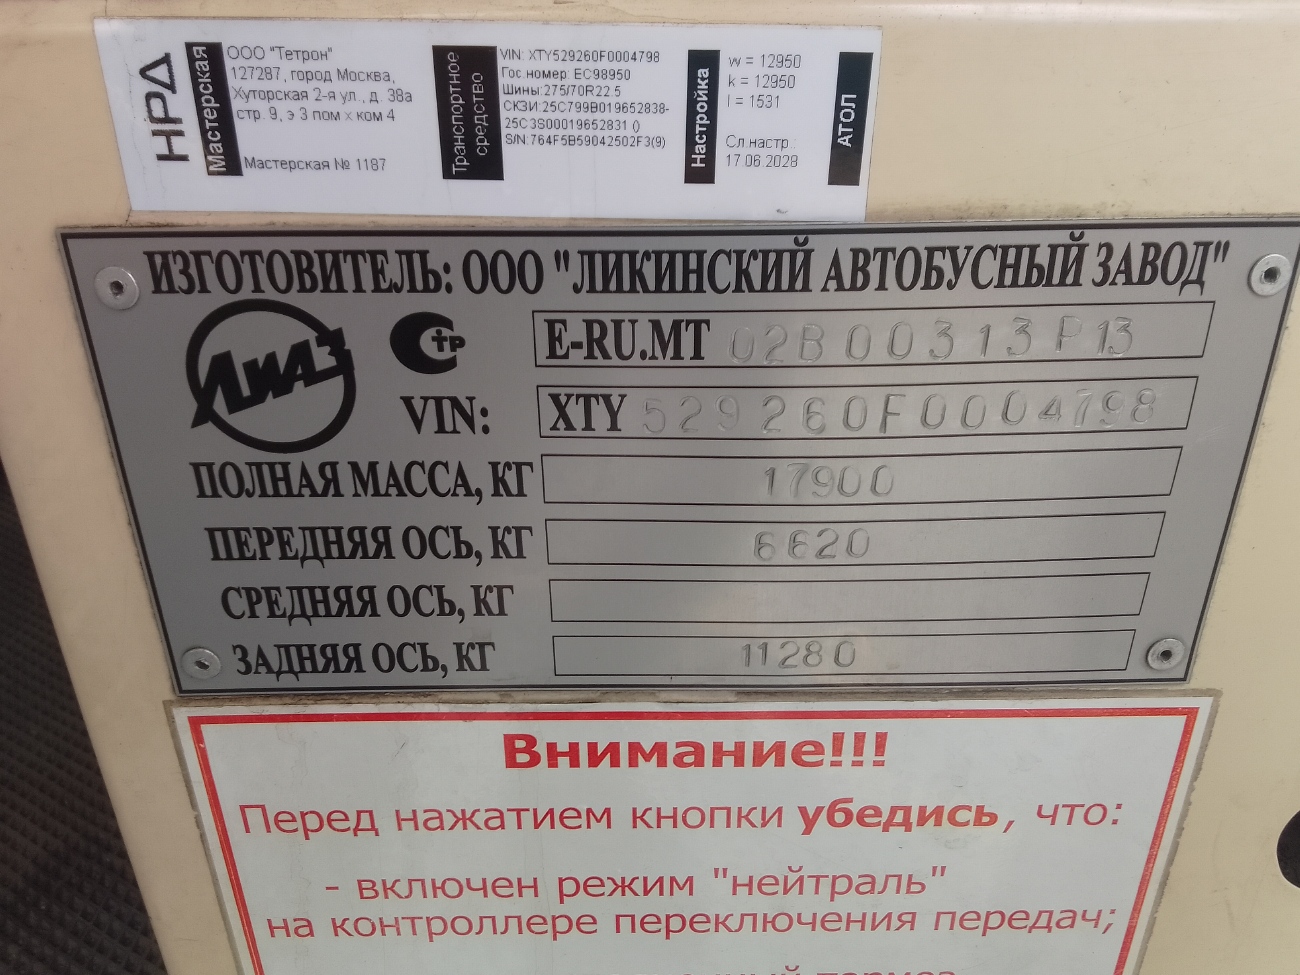 НРД
Мастерская
ООО "Тетрон"
127287, город Москва,
Хуторская 2-я ул., д. 38а
стр. 9, э 3 пом х ком 4
Мастерская № 1187
Транспортное
средство
VIN: XTY529260F0004798
Гос.номер: ЕС98950
Шины:275/70R22.5
СКЗИ:25C799B019652838-
25C3S00019652831 ()
S/N:764F5B59042502F3(9)
Настройка
w = 12950
k = 12950
l = 1531
Сл.настр.:
17.06.2028
АТОЛ
ИЗГОТОВИТЕЛЬ: ООО "ЛИКИНСКИЙ АВТОБУСНЫЙ ЗАВОД"
ЛИАЗ
СТР
E-RU.MT 02B00313P13
VIN: XTY529260F0004798
ПОЛНАЯ МАССА, КГ 17900
ПЕРЕДНЯЯ ОСЬ, КГ 6620
СРЕДНЯЯ ОСЬ, КГ
ЗАДНЯЯ ОСЬ, КГ 11280
Внимание!!!
Перед нажатием кнопки убедись, что:
- включен режим "нейтраль"
на контроллере переключения передач;